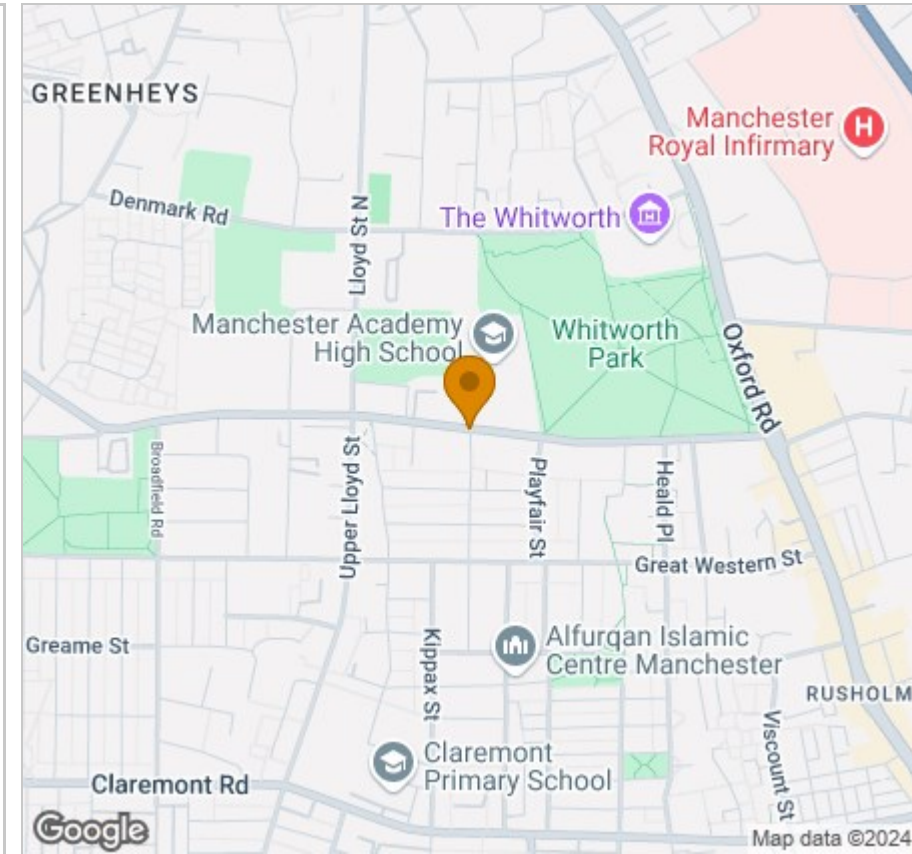 GREENHEYS
Manchester
Royal Infirmary
H
Denmark Rd
Lloyd St N
The Whitworth
Manchester Academy
High School
Whitworth
Park
Oxford Rd
Broadfield Rd
Upper Lloyd St
Playfair St
Heald Pl
Great Western St
Greame St
Kippax St
Alfurqan Islamic
Centre Manchester
RUSHOLM
Viscount St
Claremont
Primary School
Claremont Rd
Google
Map data ©2024